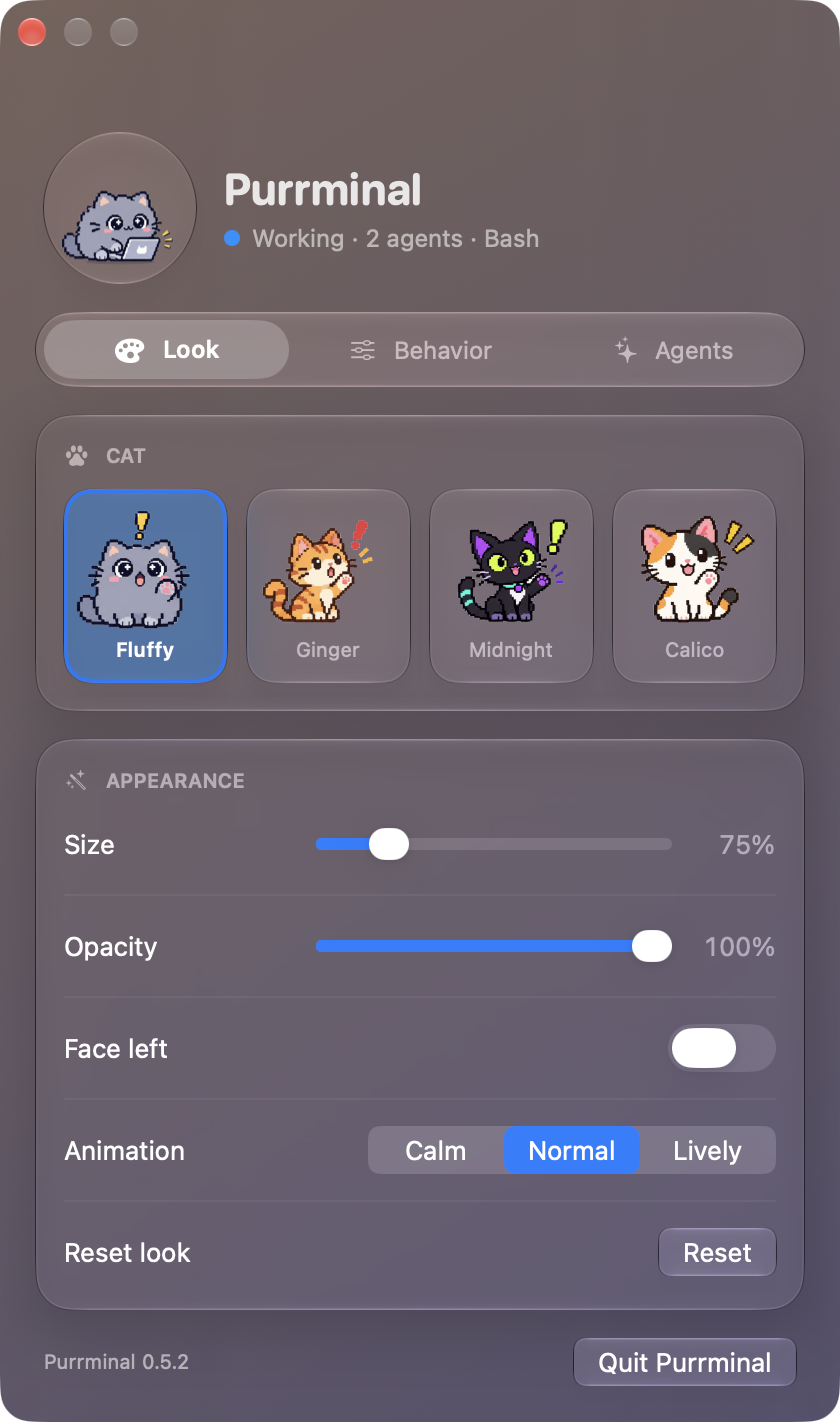 Purrminal
Working · 2 agents · Bash
Look Behavior Agents
CAT
Fluffy Ginger Midnight Calico
APPEARANCE
Size 75%
Opacity 100%
Face left
Animation Calm Normal Lively
Reset look Reset
Purrminal 0.5.2 Quit Purrminal